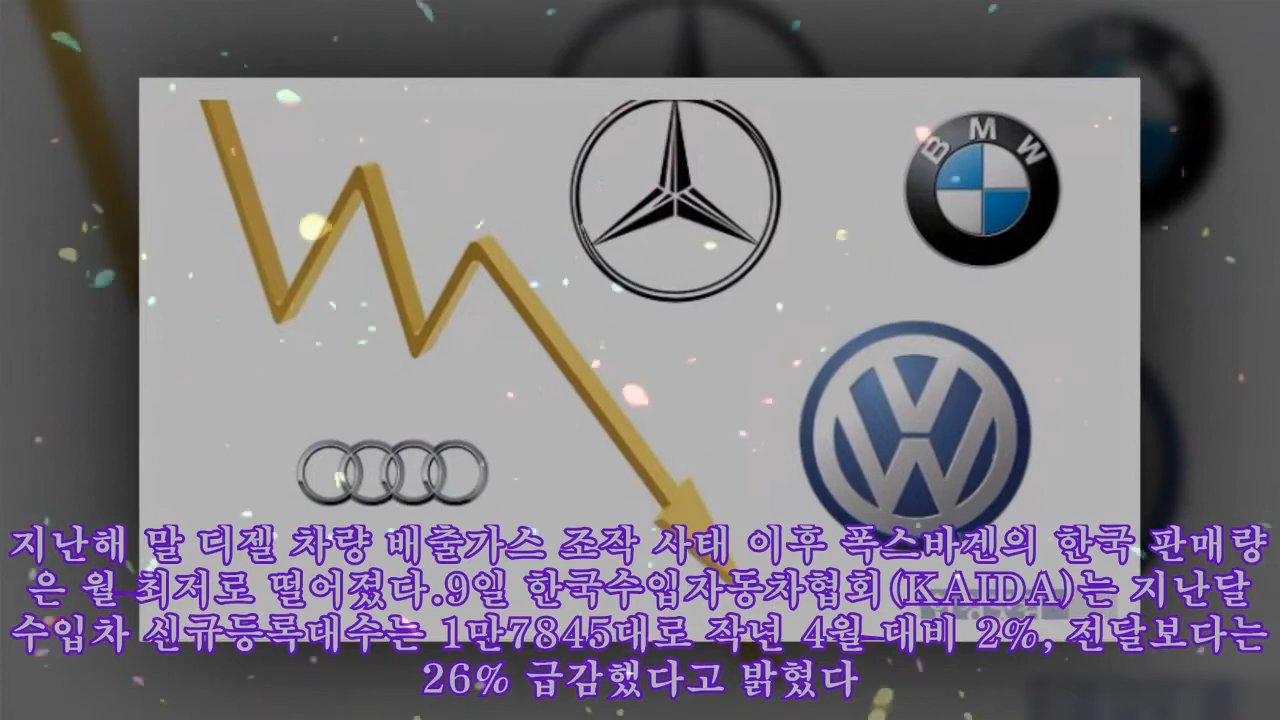 BMW
지난해 말 디젤 차량 배출가스 조작 사태 이후 폭스바겐의 한국 판매량
은 월 최저로 떨어졌다.9일 한국수입자동차협회(KAIDA)는 지난달
수입차 신규등록대수는 1만7845대로 작년 4월 대비 2%, 전달보다는
26% 급감했다고 밝혔다